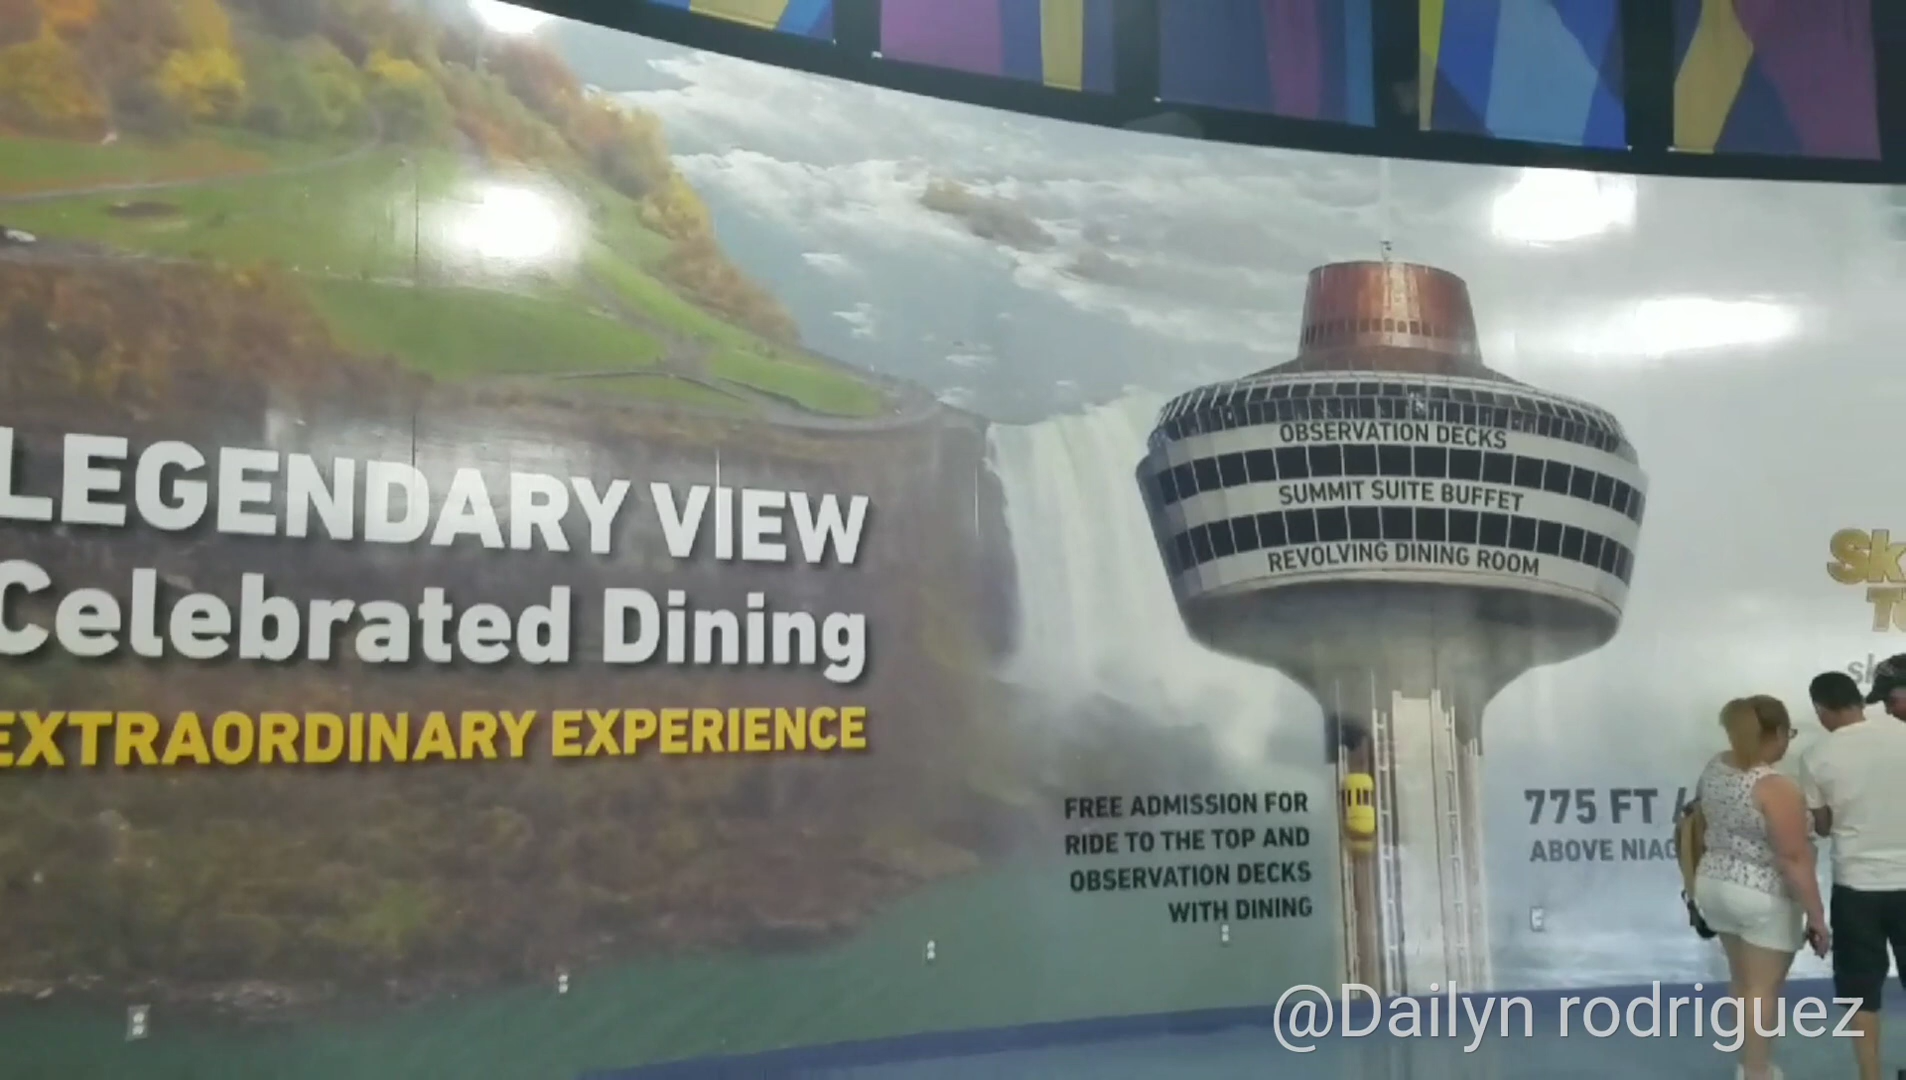 LEGENDARY VIEW
Celebrated Dining
EXTRAORDINARY EXPERIENCE
OBSERVATION DECKS
SUMMIT SUITE BUFFET
REVOLVING DINING ROOM
FREE ADMISSION FOR
RIDE TO THE TOP AND
OBSERVATION DECKS
WITH DINING
775 FT
ABOVE
@Dailyn rodriguez